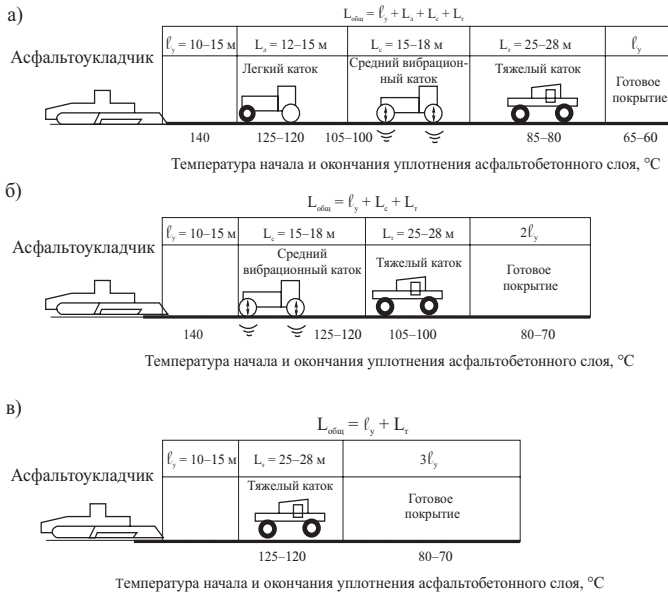 а)
Lобщ = ℓу + Lл + Lс + Lт
ℓу = 10–15 м Lл = 12–15 м Lс = 15–18 м Lт = 25–28 м ℓу
Асфальтоукладчик
Легкий каток
Средний вибрацион-
ный каток
Тяжелый каток
Готовое
покрытие
140 125–120 105–100 85–80 65–60
Температура начала и окончания уплотнения асфальтобетонного слоя, °С
б)
Lобщ = ℓу + Lс + Lт
ℓу = 10–15 м Lс = 15–18 м Lт = 25–28 м 2ℓу
Асфальтоукладчик
Средний
вибрационный каток
Тяжелый каток
Готовое
покрытие
140 125–120 105–100 80–70
Температура начала и окончания уплотнения асфальтобетонного слоя, °С
в)
Lобщ = ℓу + Lт
ℓу = 10–15 м Lт = 25–28 м 3ℓу
Асфальтоукладчик
Тяжелый каток
Готовое
покрытие
125–120 80–70
Температура начала и окончания уплотнения асфальтобетонного слоя, °С